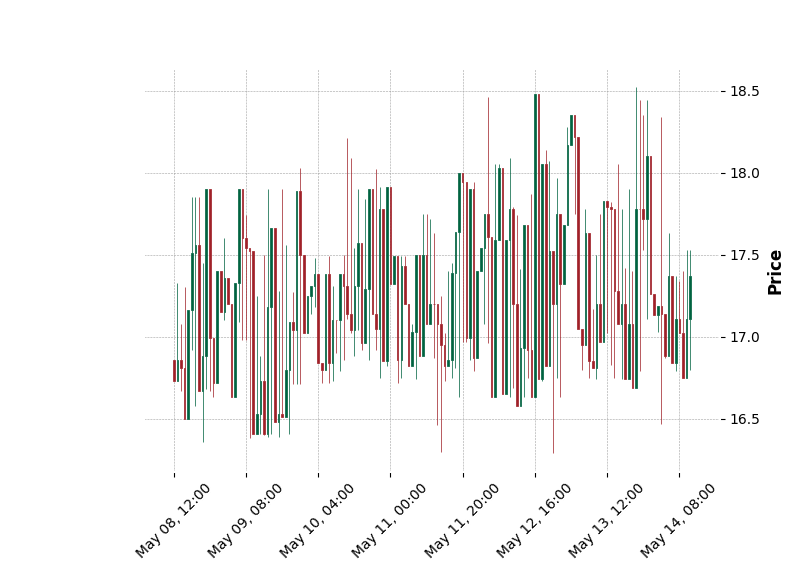 18.5
18.0
17.5
17.0
16.5
Price
May 08, 12:00
May 09, 08:00
May 10, 04:00
May 11, 00:00
May 11, 20:00
May 12, 16:00
May 13, 12:00
May 14, 08:00